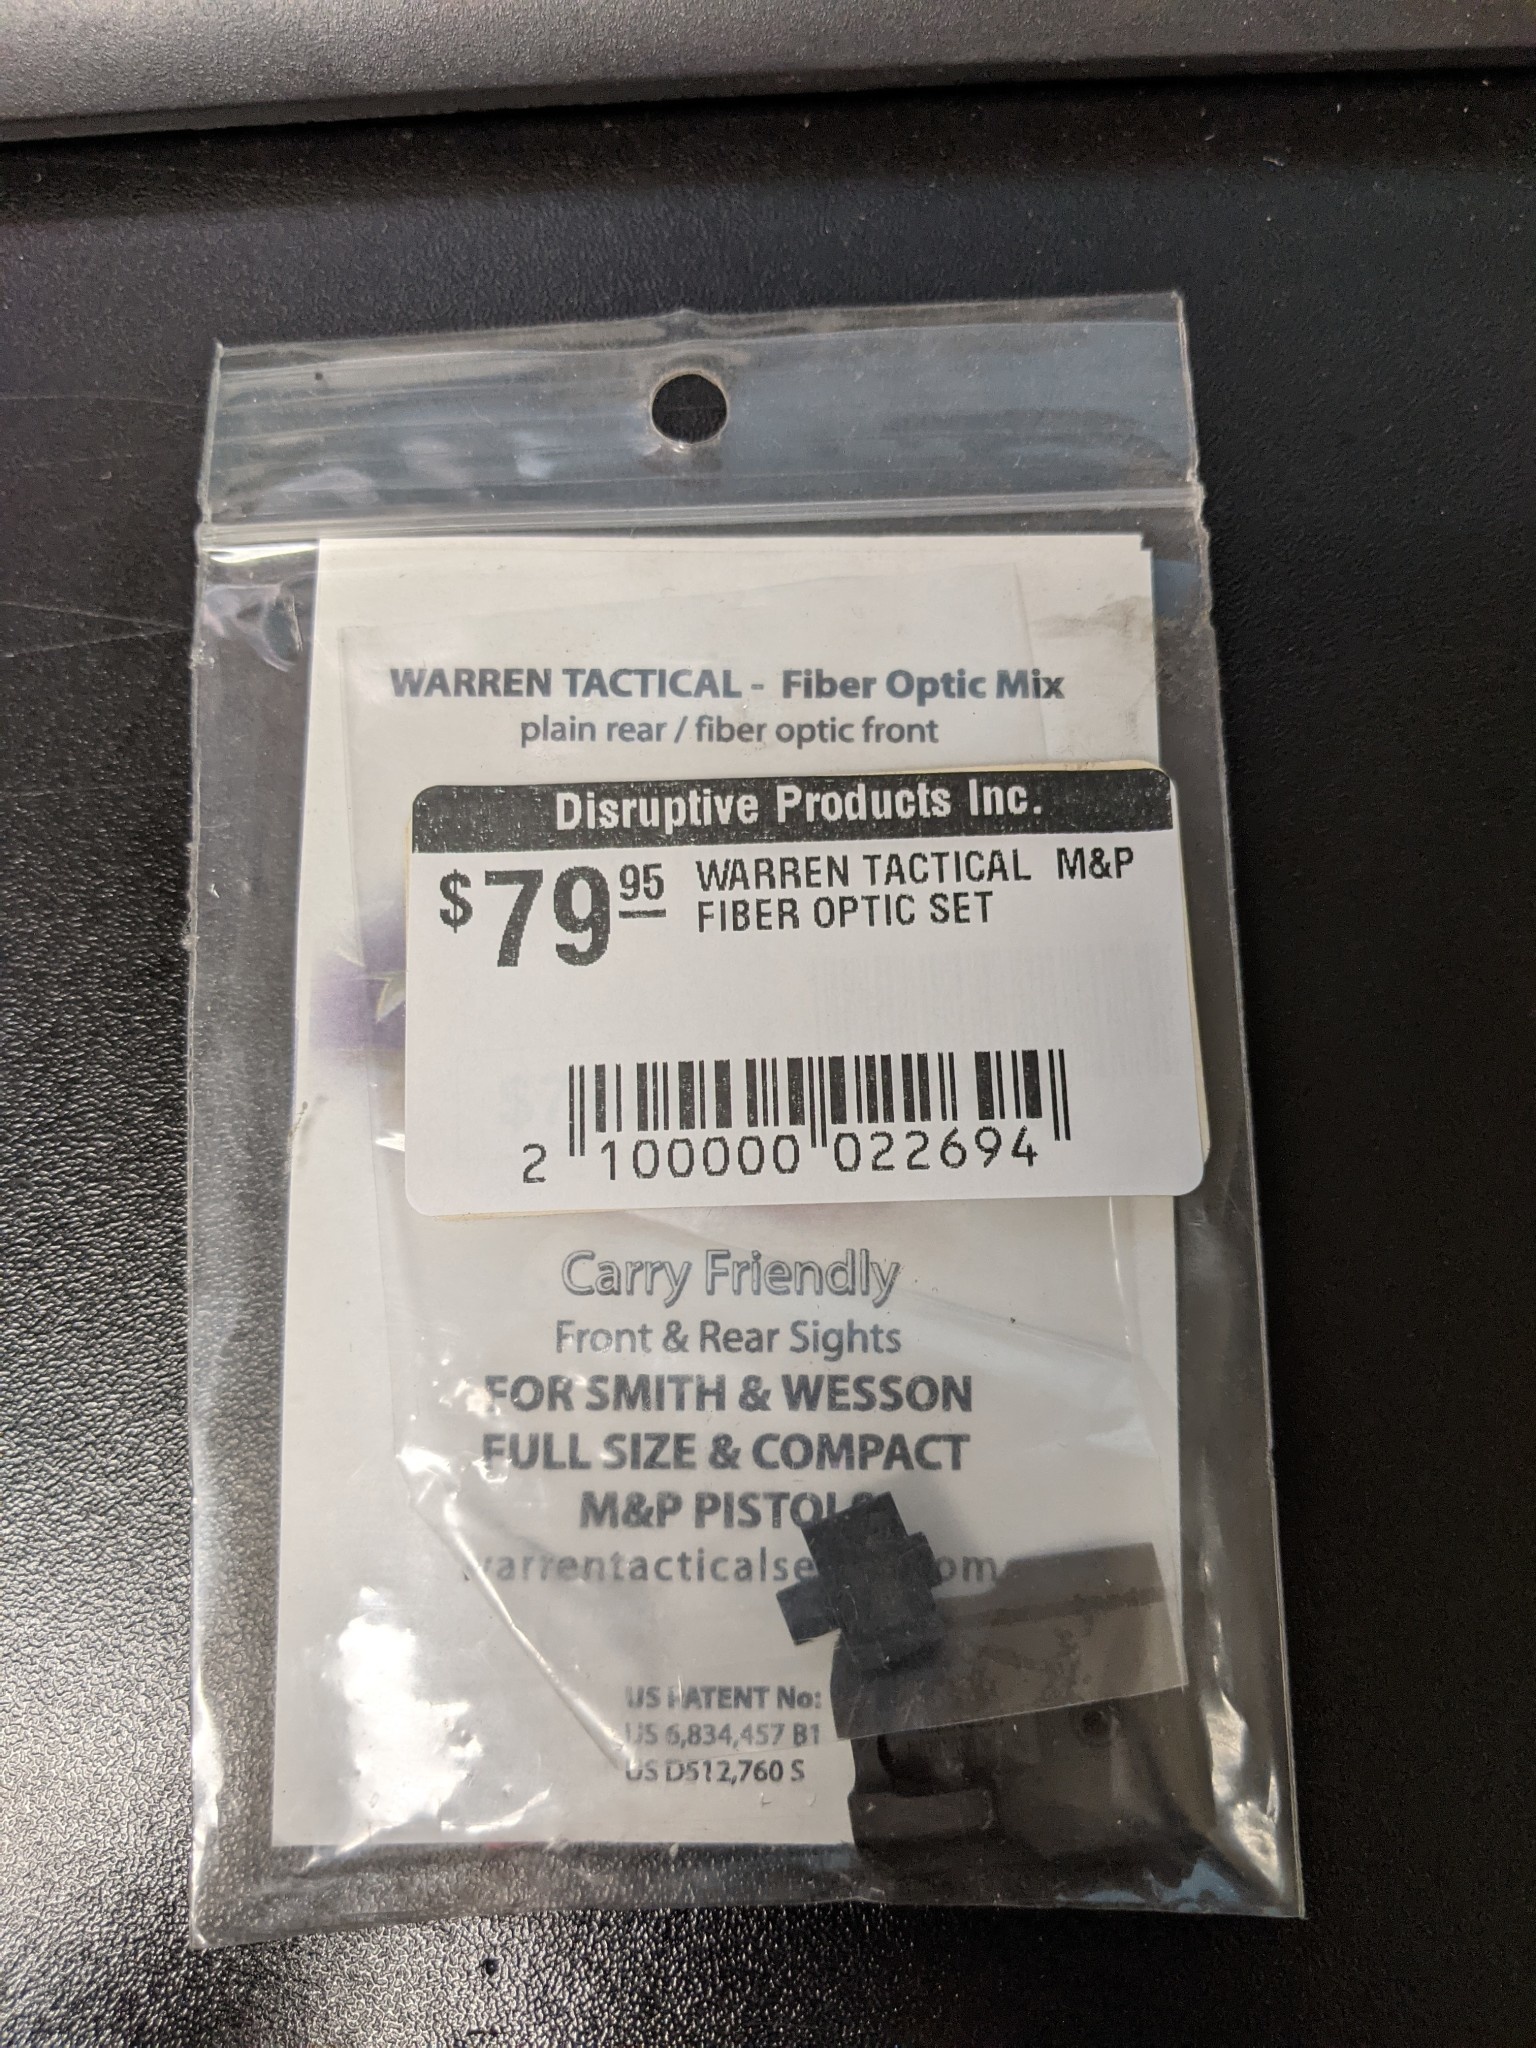 WARREN TACTICAL - Fiber Optic Mix
plain rear / fiber optic front
Disruptive Products Inc.
$79.95 WARREN TACTICAL M&P
FIBER OPTIC SET
2 100000 022694
Carry Friendly
Front & Rear Sights
FOR SMITH & WESSON
FULL SIZE & COMPACT
M&P
US PATENT No:
US 6,834,457 B1
US D512,760 S